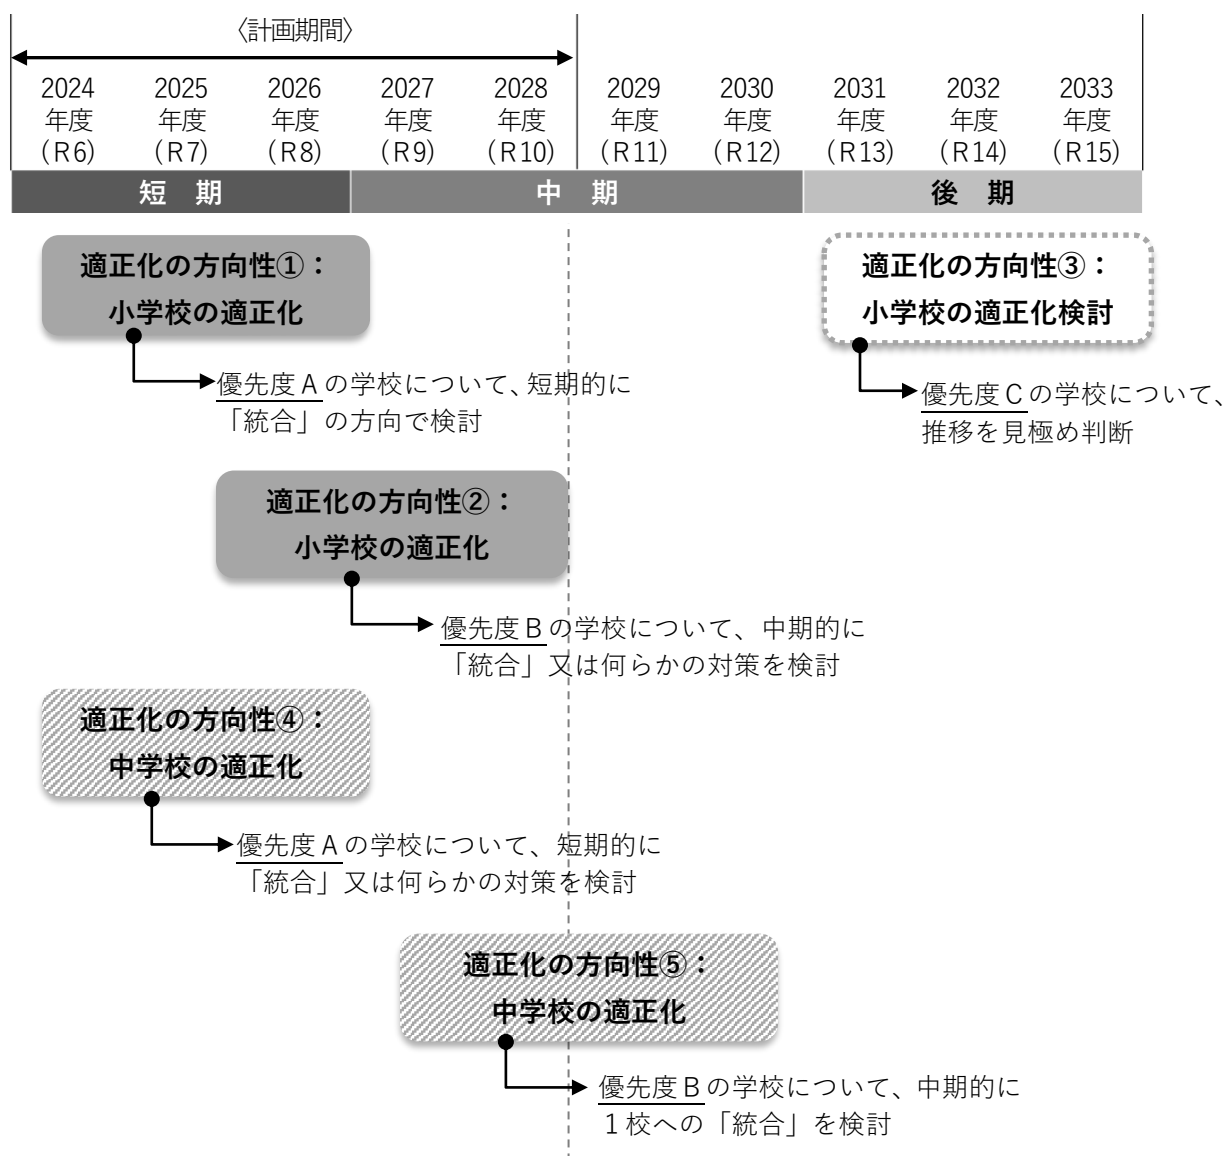 〈計画期間〉
2024 2025 2026 2027 2028 2029 2030 2031 2032 2033
年度 年度 年度 年度 年度 年度 年度 年度 年度 年度
（R6） （R7） （R8） （R9） （R10） （R11） （R12） （R13） （R14） （R15）
短　期 中　期 後　期
適正化の方向性①：
小学校の適正化
優先度Ａの学校について、短期的に
「統合」の方向で検討
適正化の方向性③：
小学校の適正化検討
優先度Ｃの学校について、
推移を見極め判断
適正化の方向性②：
小学校の適正化
優先度Ｂの学校について、中期的に
「統合」又は何らかの対策を検討
適正化の方向性④：
中学校の適正化
優先度Ａの学校について、短期的に
「統合」又は何らかの対策を検討
適正化の方向性⑤：
中学校の適正化
優先度Ｂの学校について、中期的に
１校への「統合」を検討